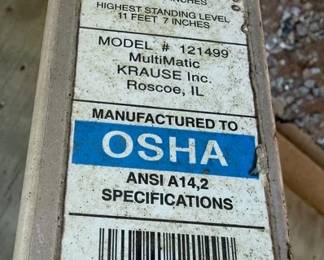 INCHES
HIGHEST STANDING LEVEL
11 FEET 7 INCHES
MODEL # 121499
MultiMatic
KRAUSE Inc.
Roscoe, IL
MANUFACTURED TO
OSHA
ANSI A14,2
SPECIFICATIONS